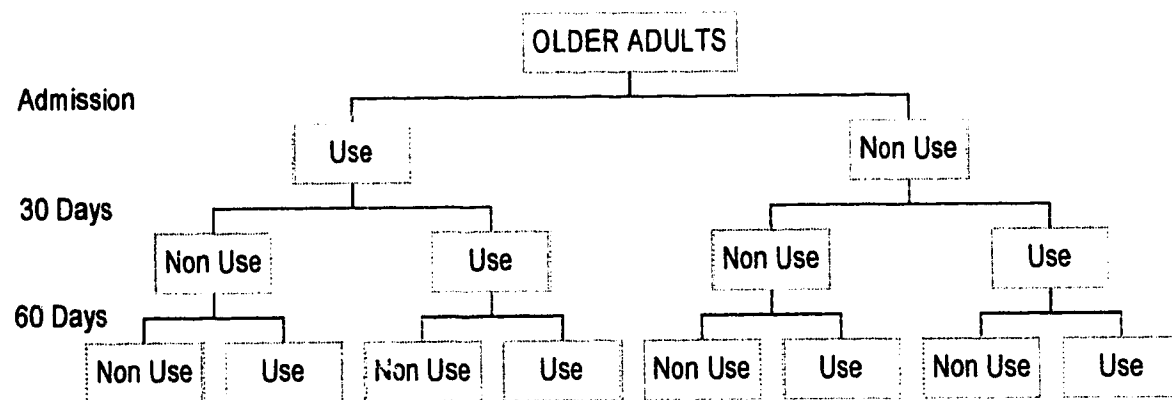 OLDER ADULTS
Admission
Use
Non Use
30 Days
Non Use
Use
Non Use
Use
60 Days
Non Use
Use
Non Use
Use
Non Use
Use
Non Use
Use